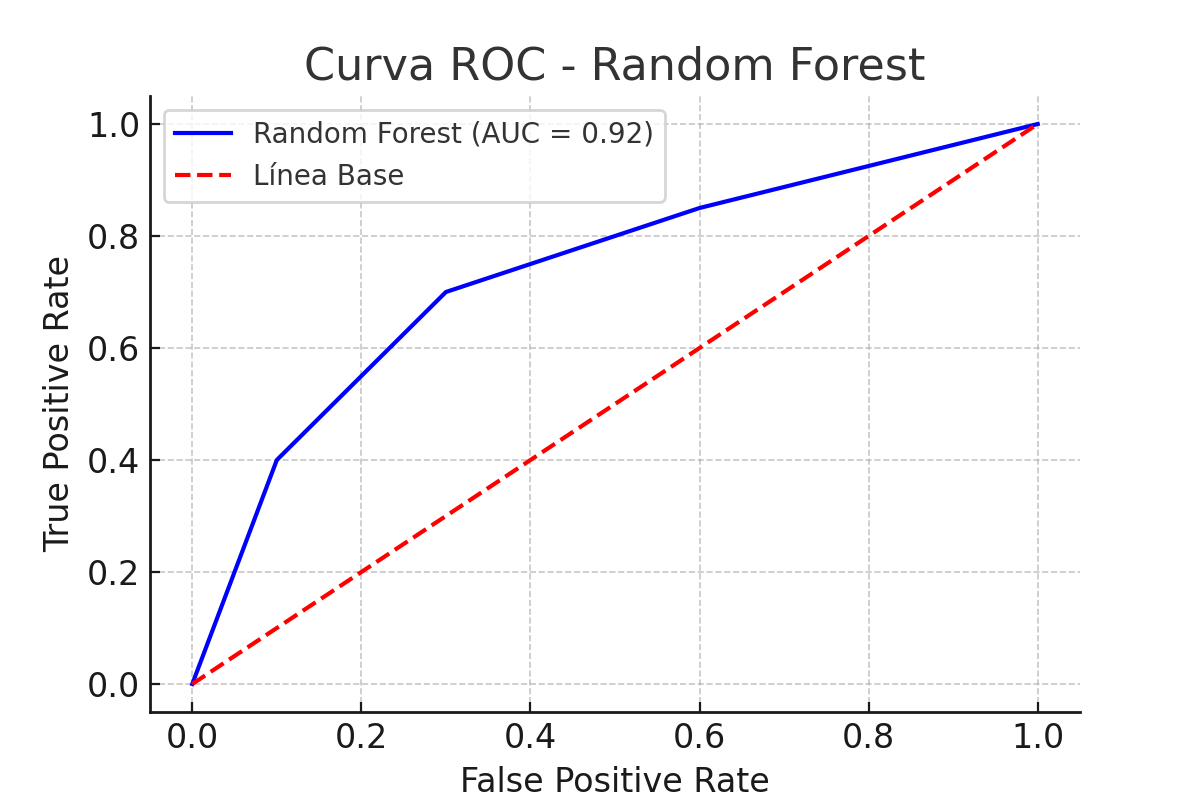 Curva ROC - Random Forest
Random Forest (AUC = 0.92)
Línea Base
True Positive Rate
1.0
0.8
0.6
0.4
0.2
0.0
0.0 0.2 0.4 0.6 0.8 1.0
False Positive Rate